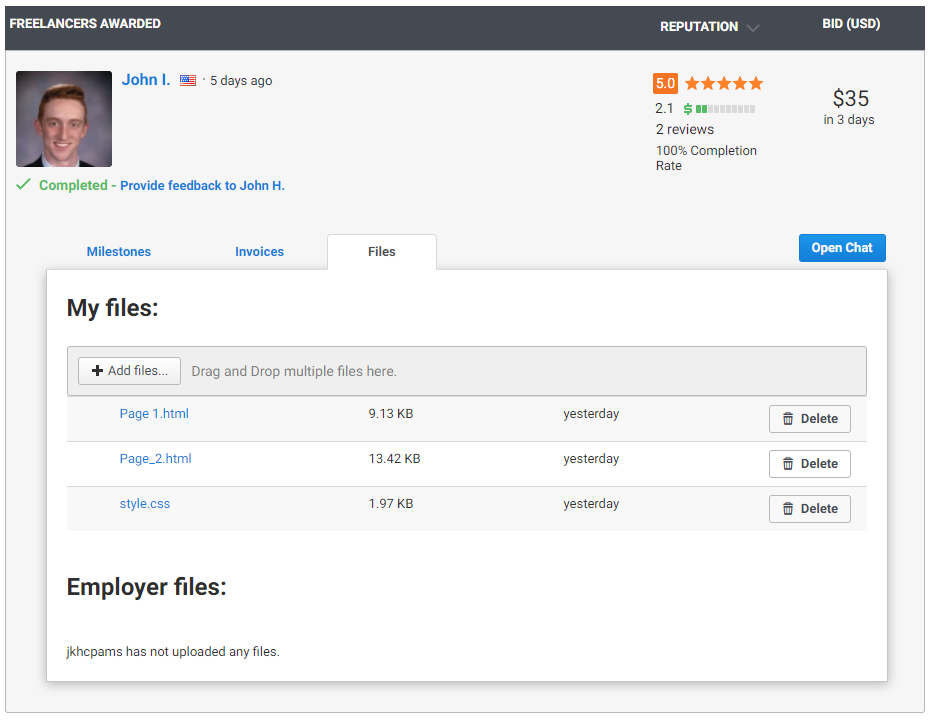 FREELANCERS AWARDED REPUTATION BID (USD)
John I. · 5 days ago
5.0
2.1 $
2 reviews
100% Completion
Rate
$35
in 3 days
Completed - Provide feedback to John H.
Milestones Invoices Files Open Chat
My files:
Add files... Drag and Drop multiple files here.
Page 1.html 9.13 KB yesterday Delete
Page_2.html 13.42 KB yesterday Delete
style.css 1.97 KB yesterday Delete
Employer files:
jkhcpams has not uploaded any files.